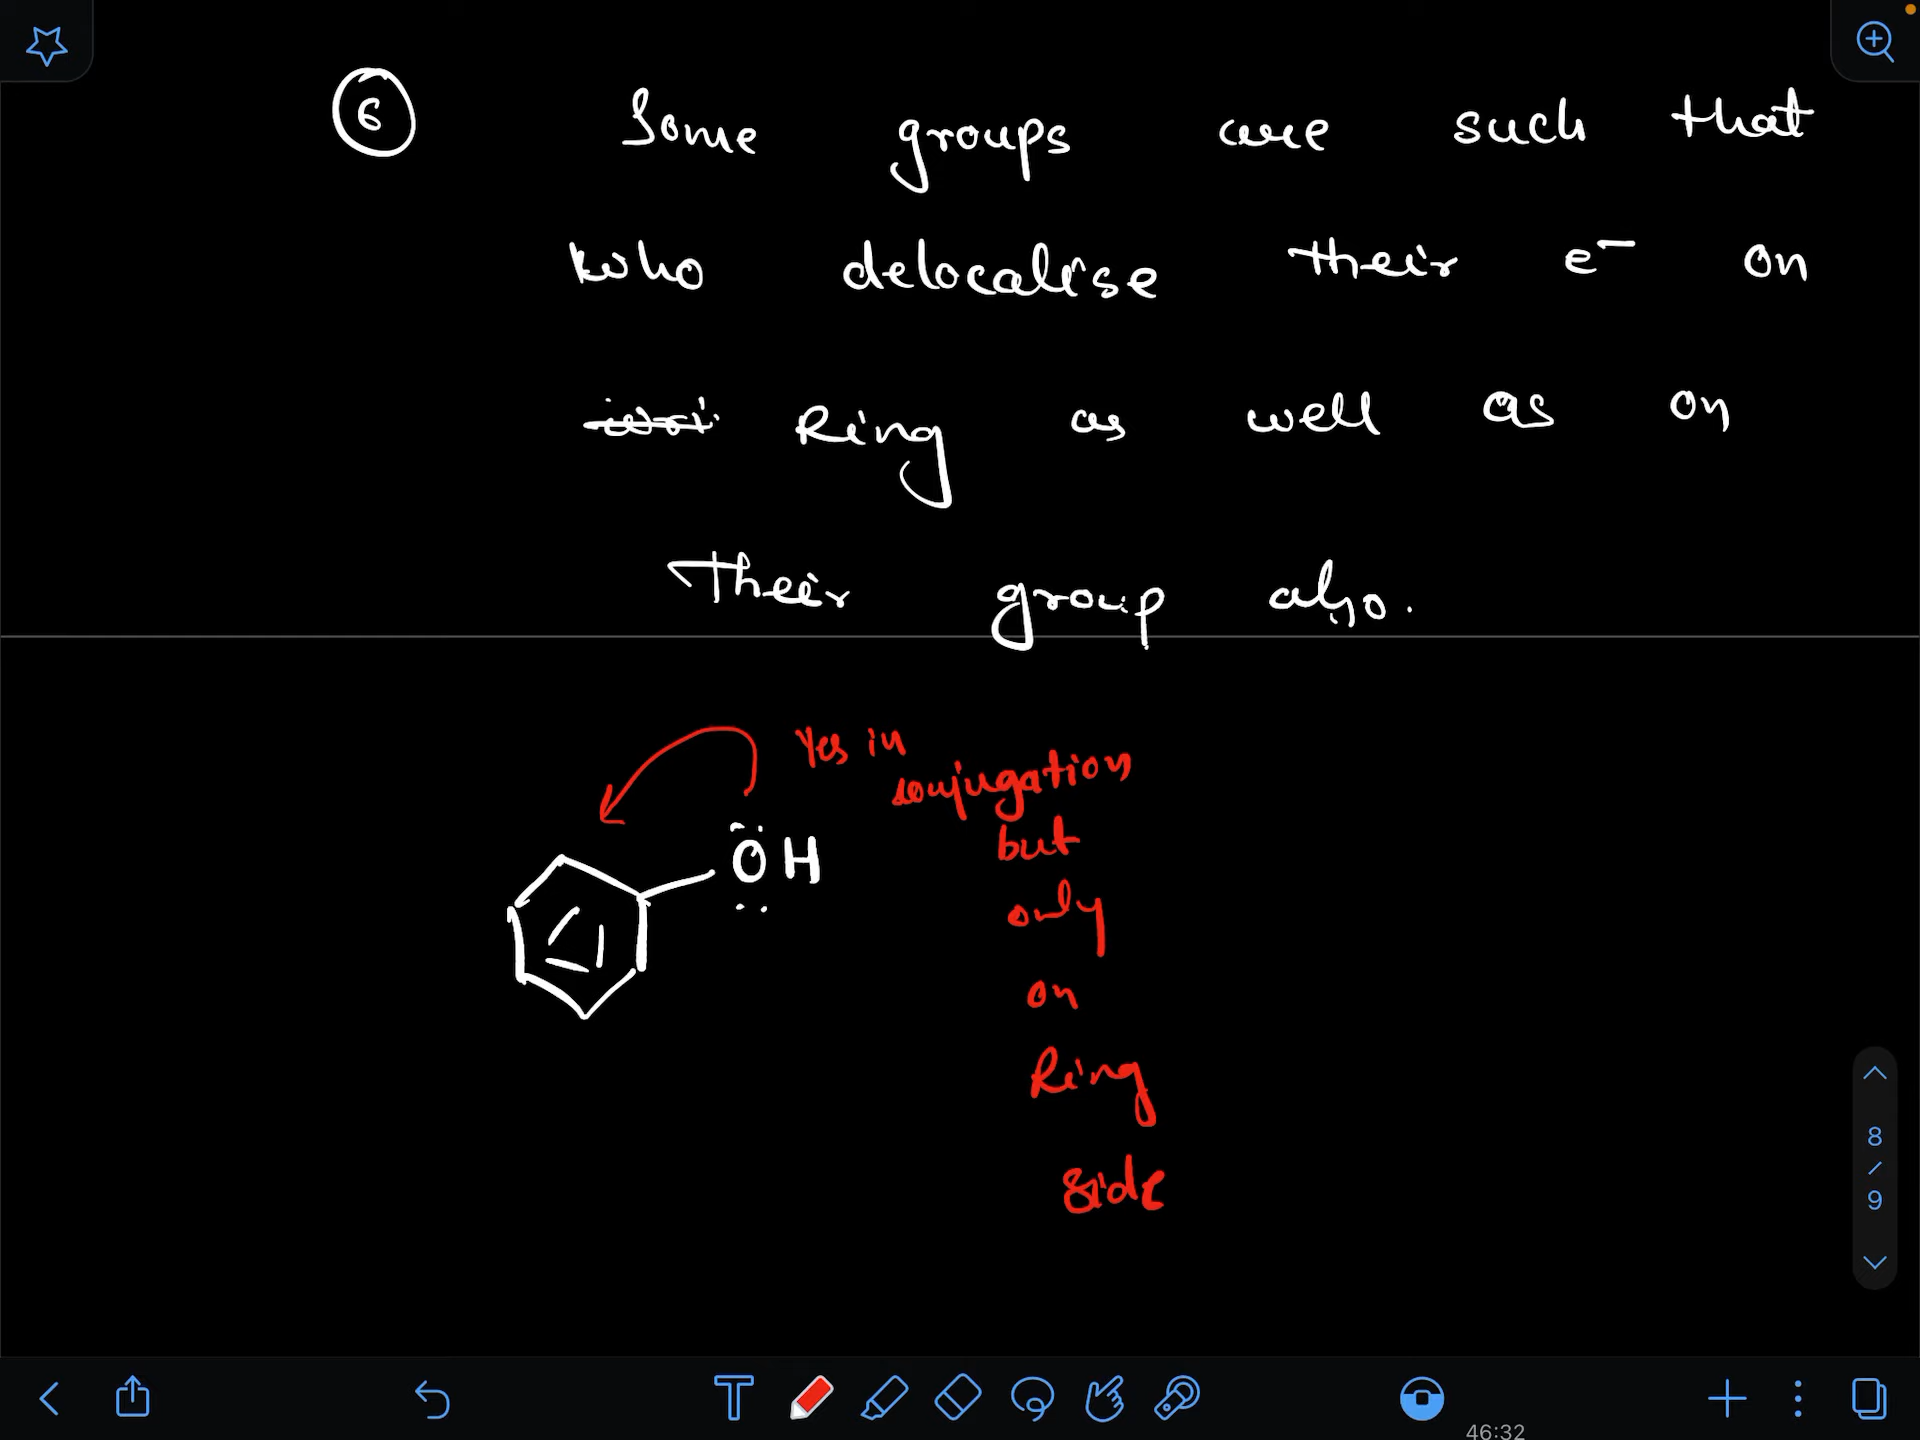 6 Some groups are such that
who delocalise their e⁻ on
Ring as well as on
Their group also.
Yes in
conjugation
but
only
on
Ring
side
ÖH
8
/
9
T
46:32